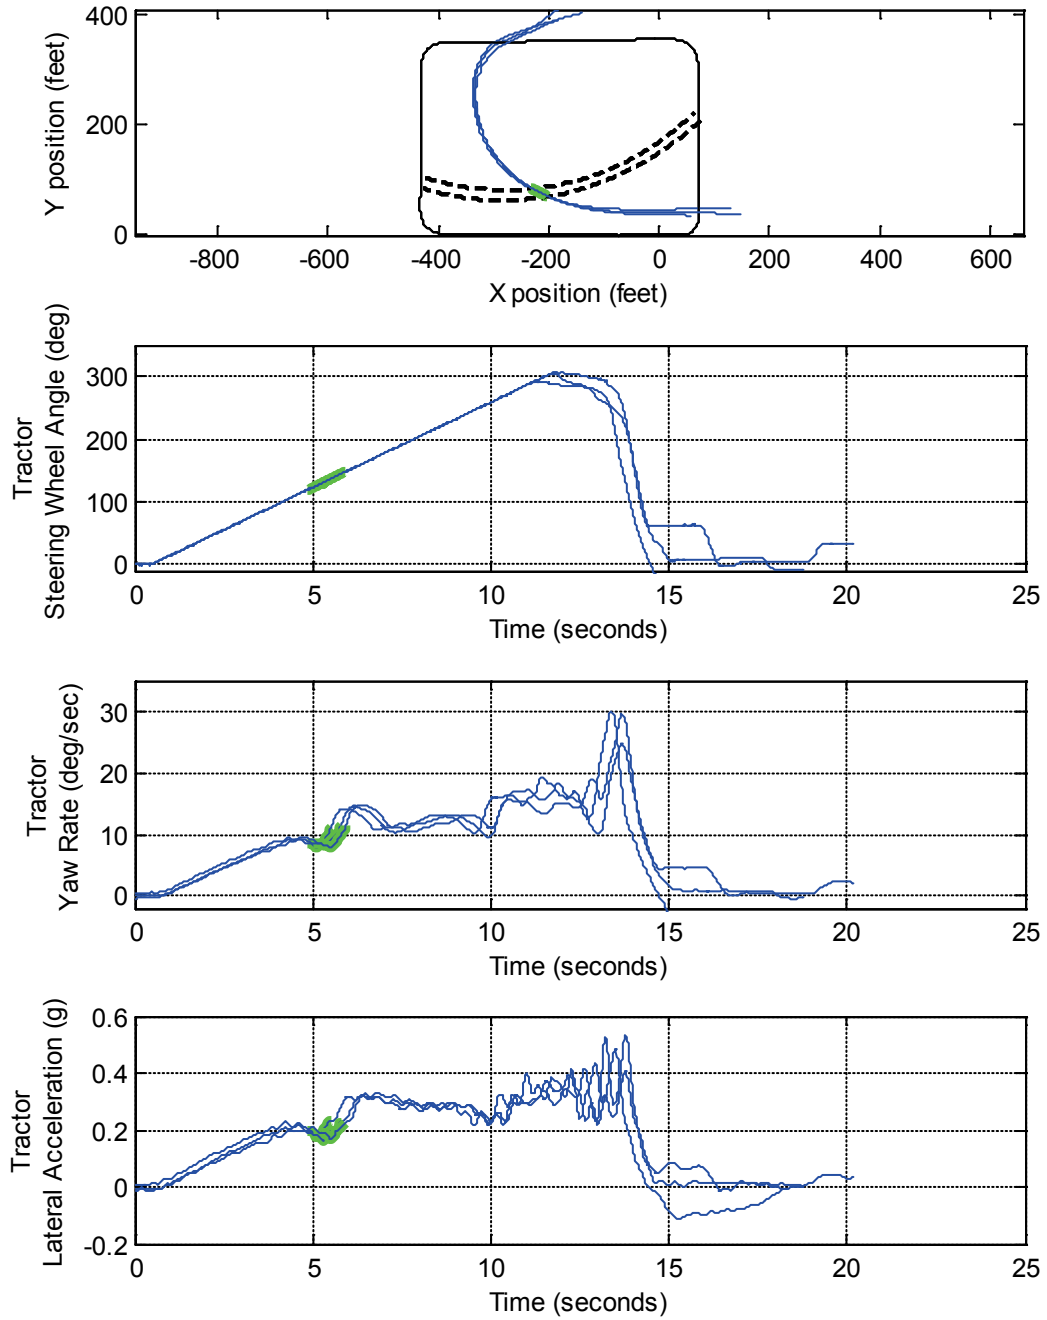 400
200
0
Y position (feet)
-800 -600 -400 -200 0 200 400 600
X position (feet)
300
200
100
0
Tractor
Steering Wheel Angle (deg)
0 5 10 15 20 25
Time (seconds)
30
20
10
0
Tractor
Yaw Rate (deg/sec)
0 5 10 15 20 25
Time (seconds)
0.6
0.4
0.2
0
-0.2
Tractor
Lateral Acceleration (g)
0 5 10 15 20 25
Time (seconds)